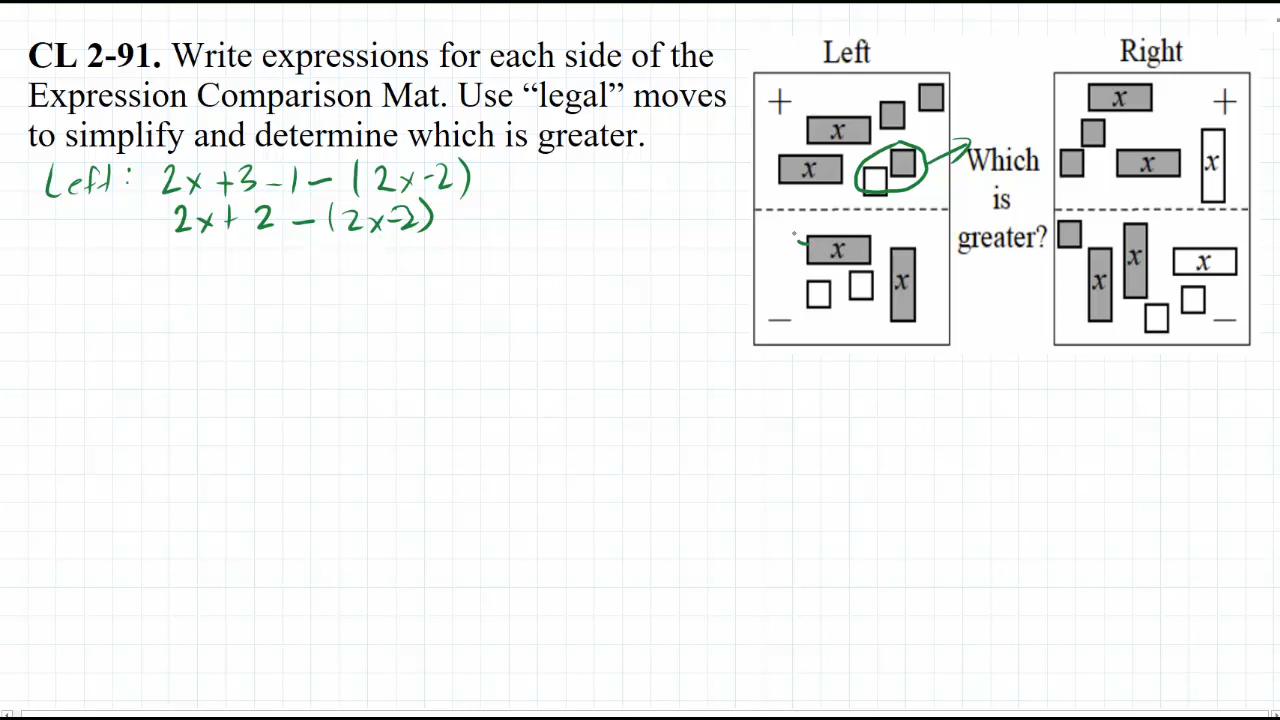 CL 2-91. Write expressions for each side of the
Expression Comparison Mat. Use “legal” moves
to simplify and determine which is greater.
Left: 2x +3 -1 - (2x-2)
2x + 2 - (2x-2)
Left
+
x
x
x
x
−
Which
is
greater?
Right
x
+
x
x
x
x
x
−